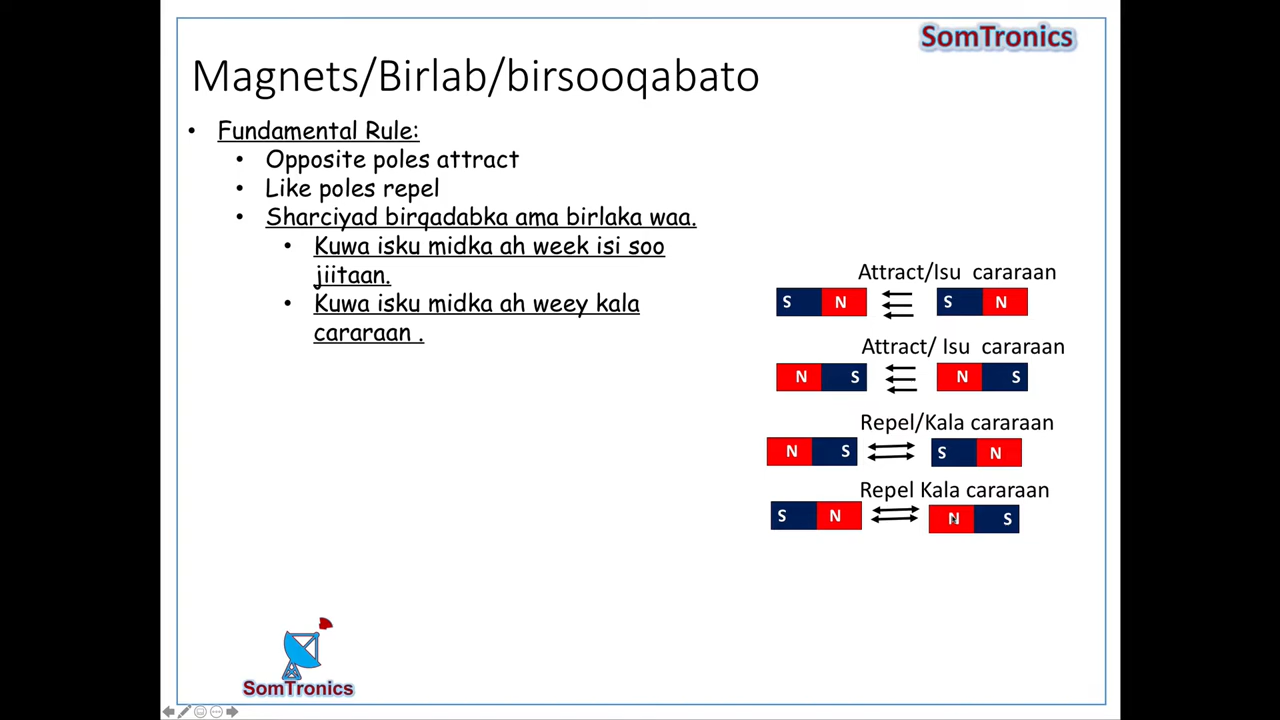 SomTronics
Magnets/Birlab/birsooqabato
• Fundamental Rule:
• Opposite poles attract
• Like poles repel
• Sharciyad birqadabka ama birlaka waa.
• Kuwa isku midka ah week isi soo
jiitaan.
• Kuwa isku midka ah weey kala
cararaan .
Attract/Isu cararaan
S N S N
Attract/ Isu cararaan
N S N S
Repel/Kala cararaan
N S S N
Repel Kala cararaan
S N N S
SomTronics